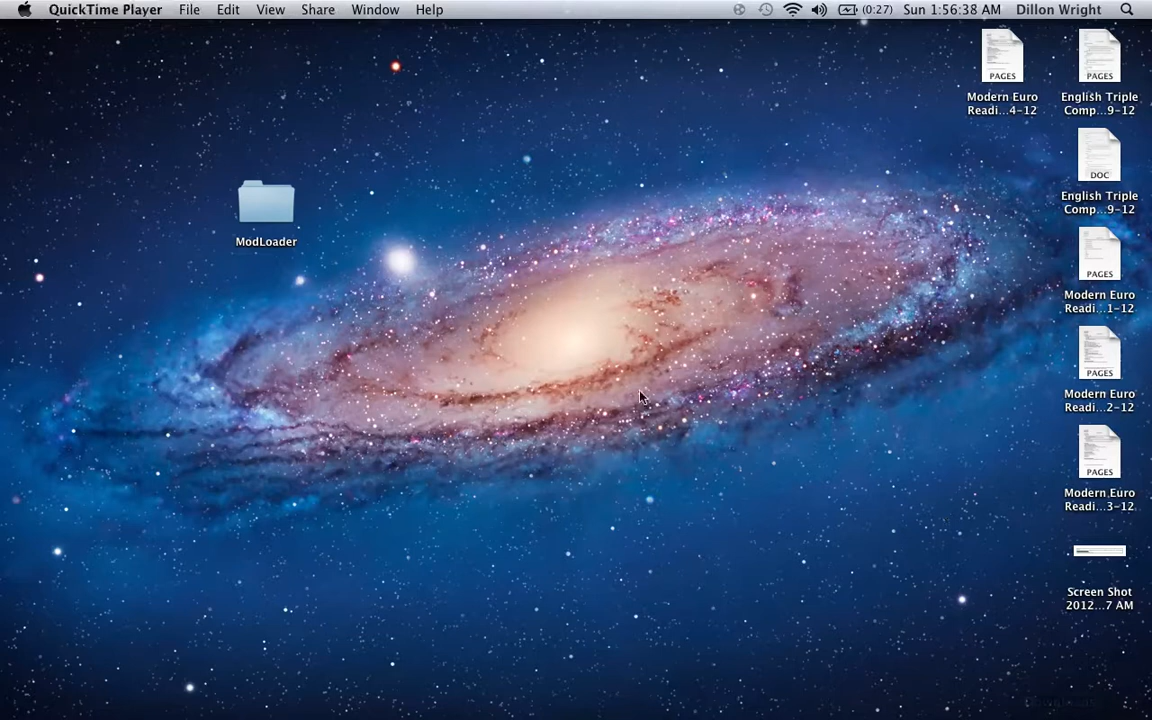 QuickTime Player File Edit View Share Window Help (0:27) Sun 1:56:38 AM Dillon Wright
PAGES
Modern Euro
Readi...4-12
PAGES
English Triple
Comp...9-12
DOC
English Triple
Comp...9-12
ModLoader
PAGES
Modern Euro
Readi...1-12
PAGES
Modern Euro
Readi...2-12
PAGES
Modern Euro
Readi...3-12
Screen Shot
2012...7 AM